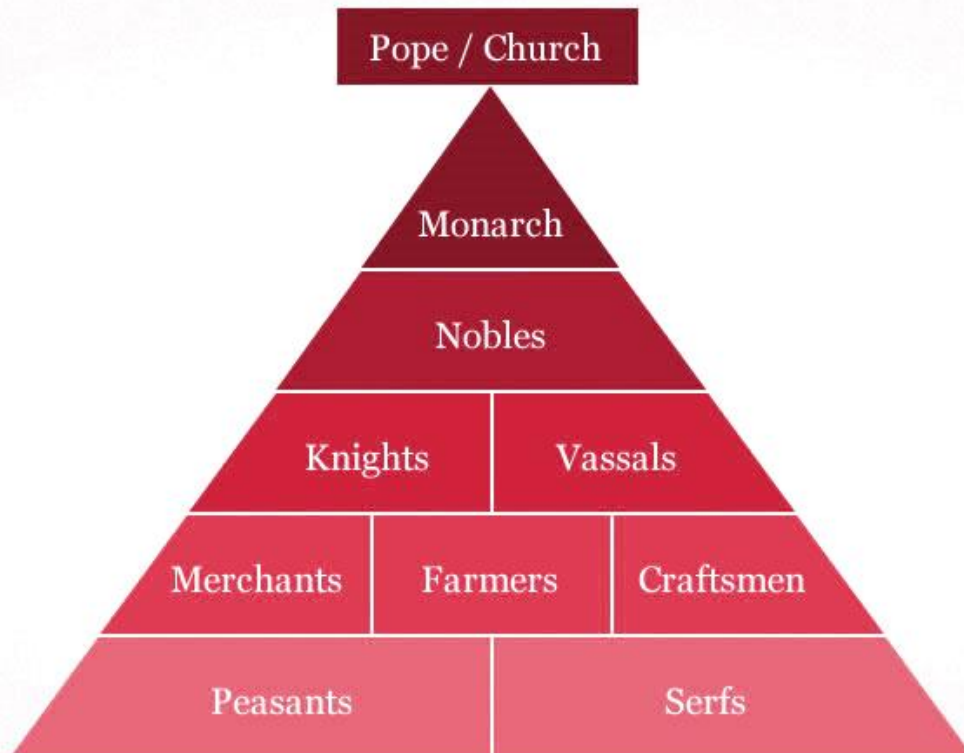 Pope / Church
Monarch
Nobles
Knights Vassals
Merchants Farmers Craftsmen
Peasants Serfs